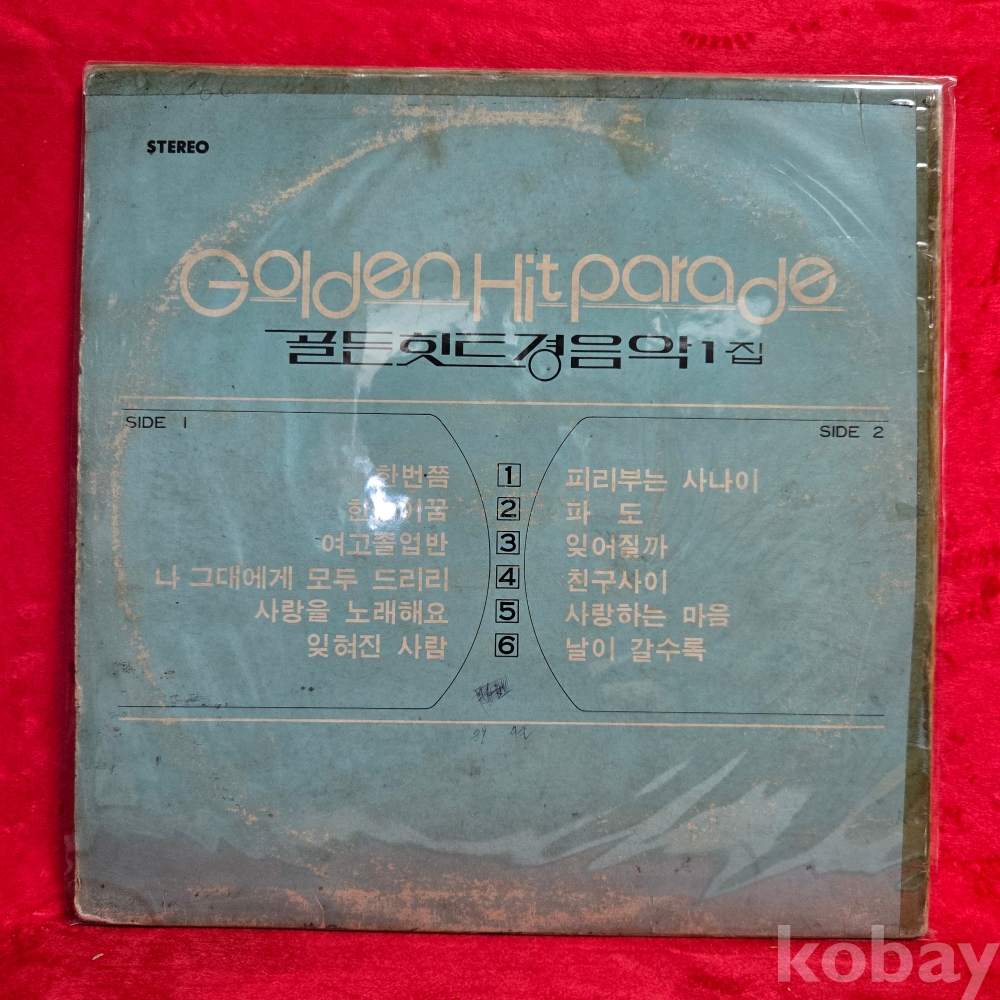 STEREO
Golden Hit parade
골든힛트경음악1집
SIDE 1
한번쯤
여고졸업반
나 그대에게 모두 드리리
사랑을 노래해요
잊혀진 사람
1
2
3
4
5
6
SIDE 2
피리부는 사나이
파 도
잊어질까
친구사이
사랑하는 마음
날이 갈수록
kobay